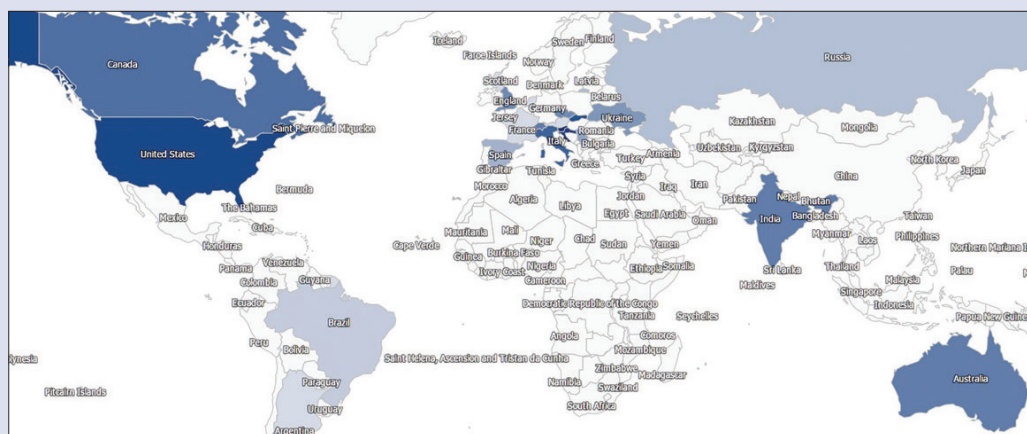 Iceland
Sweden
Finland
Faroe Islands
Norway
Russia
Canada
Scotland
Denmark
Latvia
England
Belarus
Germany
Jersey
Ukraine
France
Kazakhstan
Mongolia
Saint Pierre and Miquelon
Romania
Italy
Bulgaria
Uzbekistan
Kyrgyzstan
United States
Spain
Greece
Turkey
Armenia
North Korea
Japan
Gibraltar
Tunisia
Syria
China
Bermuda
Morocco
Iraq
Iran
Algeria
Libya
Jordan
Pakistan
Nepal
Bhutan
The Bahamas
Egypt
Saudi Arabia
Mexico
Oman
India
Bangladesh
Taiwan
Cuba
Mauritania
Mali
Myanmar
Laos
Philippines
Honduras
Cape Verde
Niger
Chad
Sudan
Yemen
Northern Mariana I
Guinea
Burkina Faso
Panama
Venezuela
Ivory Coast
Nigeria
Ethiopia
Somalia
Sri Lanka
Thailand
Palau
Colombia
Guyana
Cameroon
Maldives
Malaysia
Singapore
Ecuador
Democratic Republic of the Congo
Indonesia
Tanzania
Seychelles
Papua New Guine
Brazil
Peru
Angola
Comoros
Bolivia
Mozambique
ynesia
Saint Helena, Ascension and Tristan da Cunha
Zimbabwe
Madagascar
Australia
Pitcairn Islands
Paraguay
Namibia
Swaziland
Uruguay
South Africa
Argentina